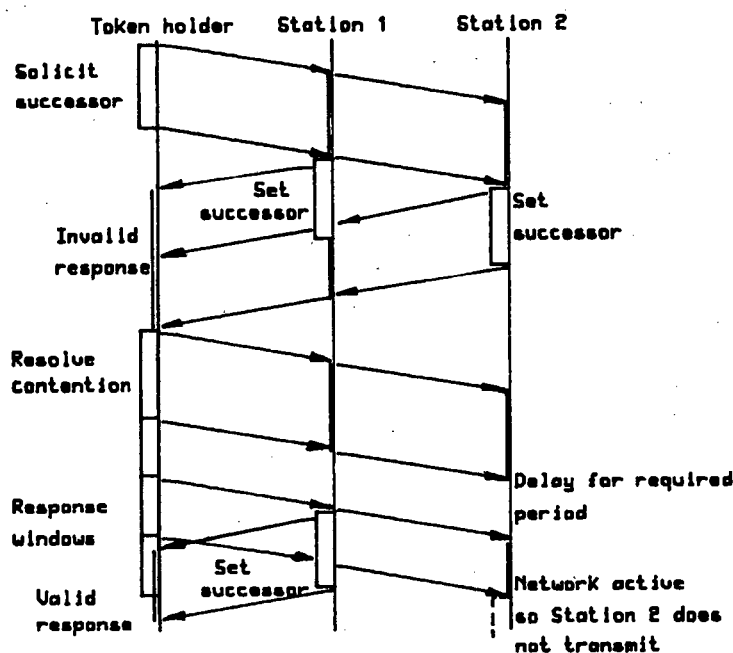 Token holder
Station 1
Station 2
Solicit
successor
Set
successor
Set
successor
Invalid
response
Resolve
contention
Delay for required
period
Response
windows
Set
successor
Network active
so Station 2 does
not transmit
Valid
response